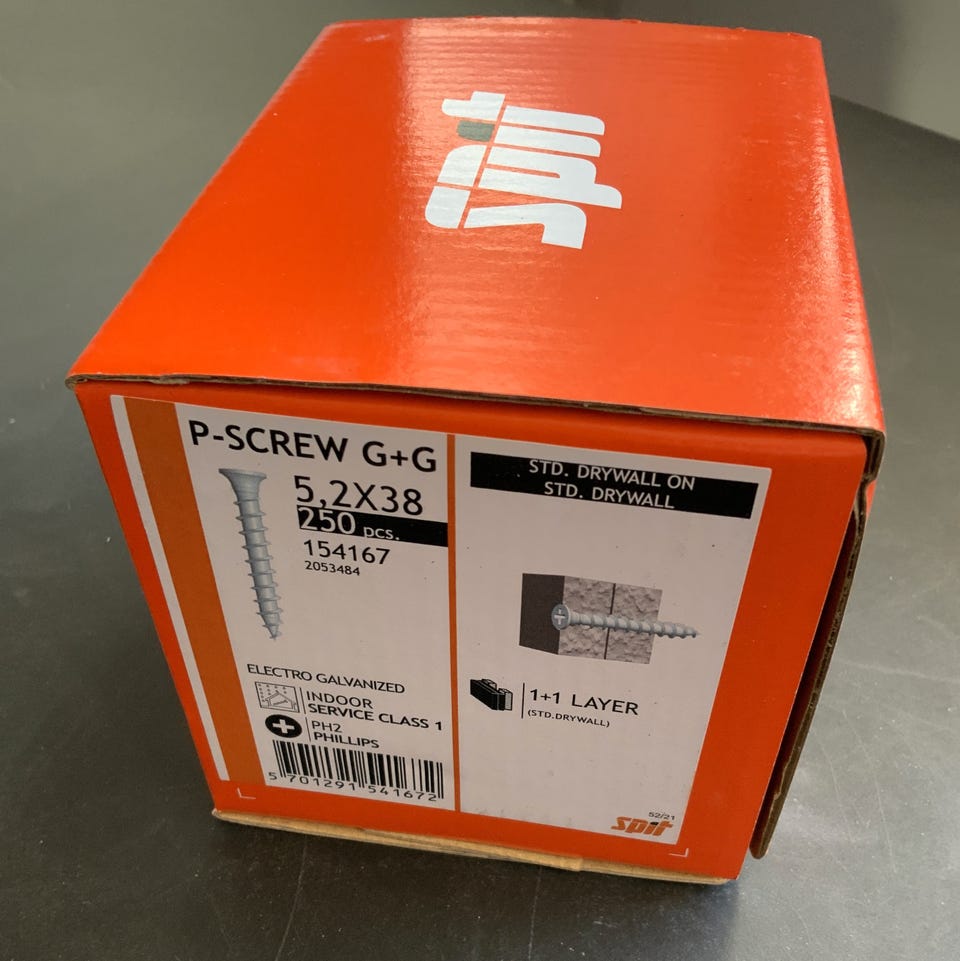 spit
P-SCREW G+G
5,2X38
250 pcs.
154167
2053484
ELECTRO GALVANIZED
INDOOR
SERVICE CLASS 1
PH2
PHILLIPS
5 701291 541672
STD. DRYWALL ON
STD. DRYWALL
1+1 LAYER
(STD.DRYWALL)
52/21
spit